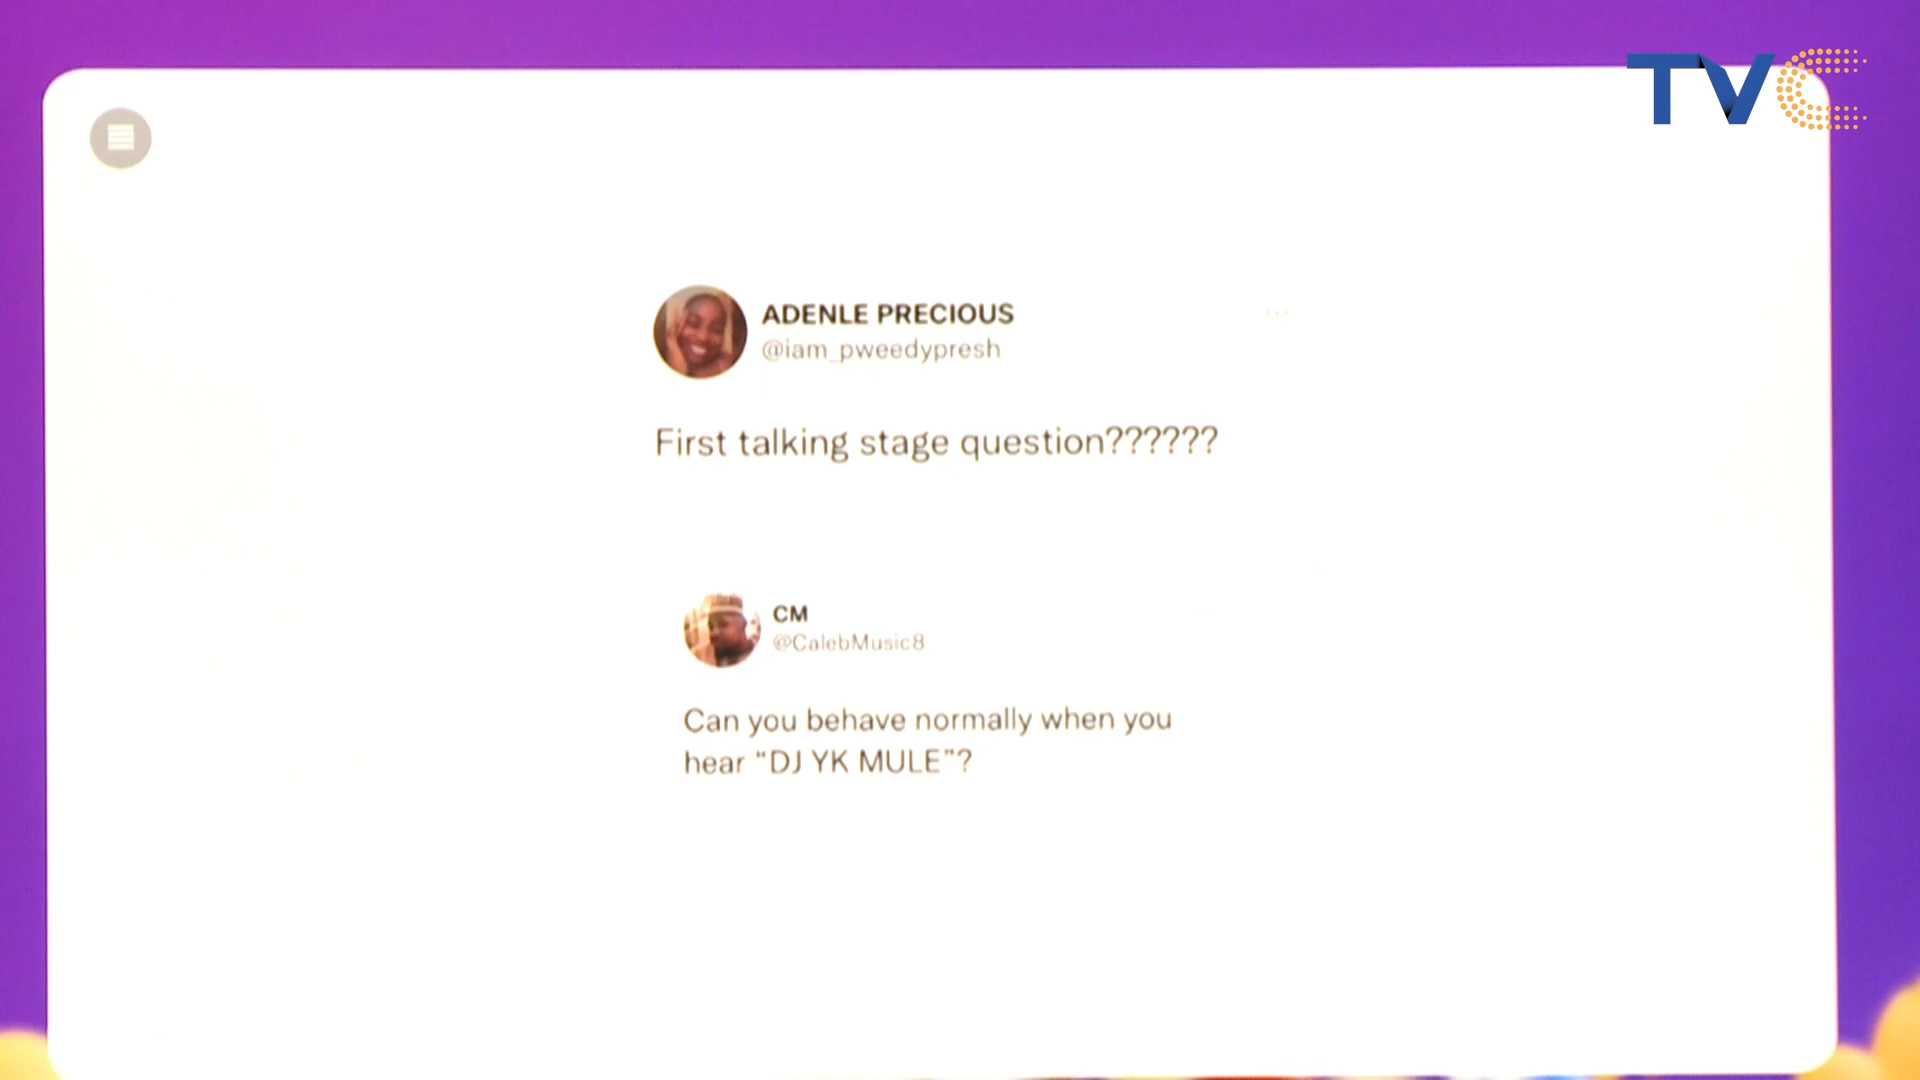 TVC
ADENLE PRECIOUS
@iam_pweedypresh
First talking stage question??????
CM
@CalebMusic8
Can you behave normally when you
hear “DJ YK MULE”?